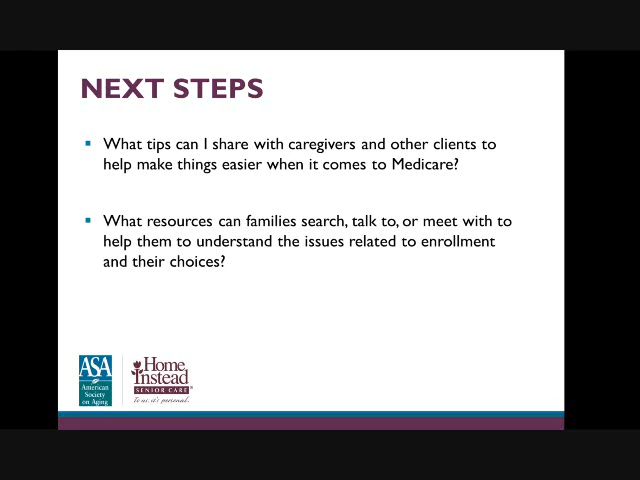 NEXT STEPS
What tips can I share with caregivers and other clients to
help make things easier when it comes to Medicare?
What resources can families search, talk to, or meet with to
help them to understand the issues related to enrollment
and their choices?
ASA
American
Society
on Aging
Home
Instead
SENIOR CARE
To us, it's personal.